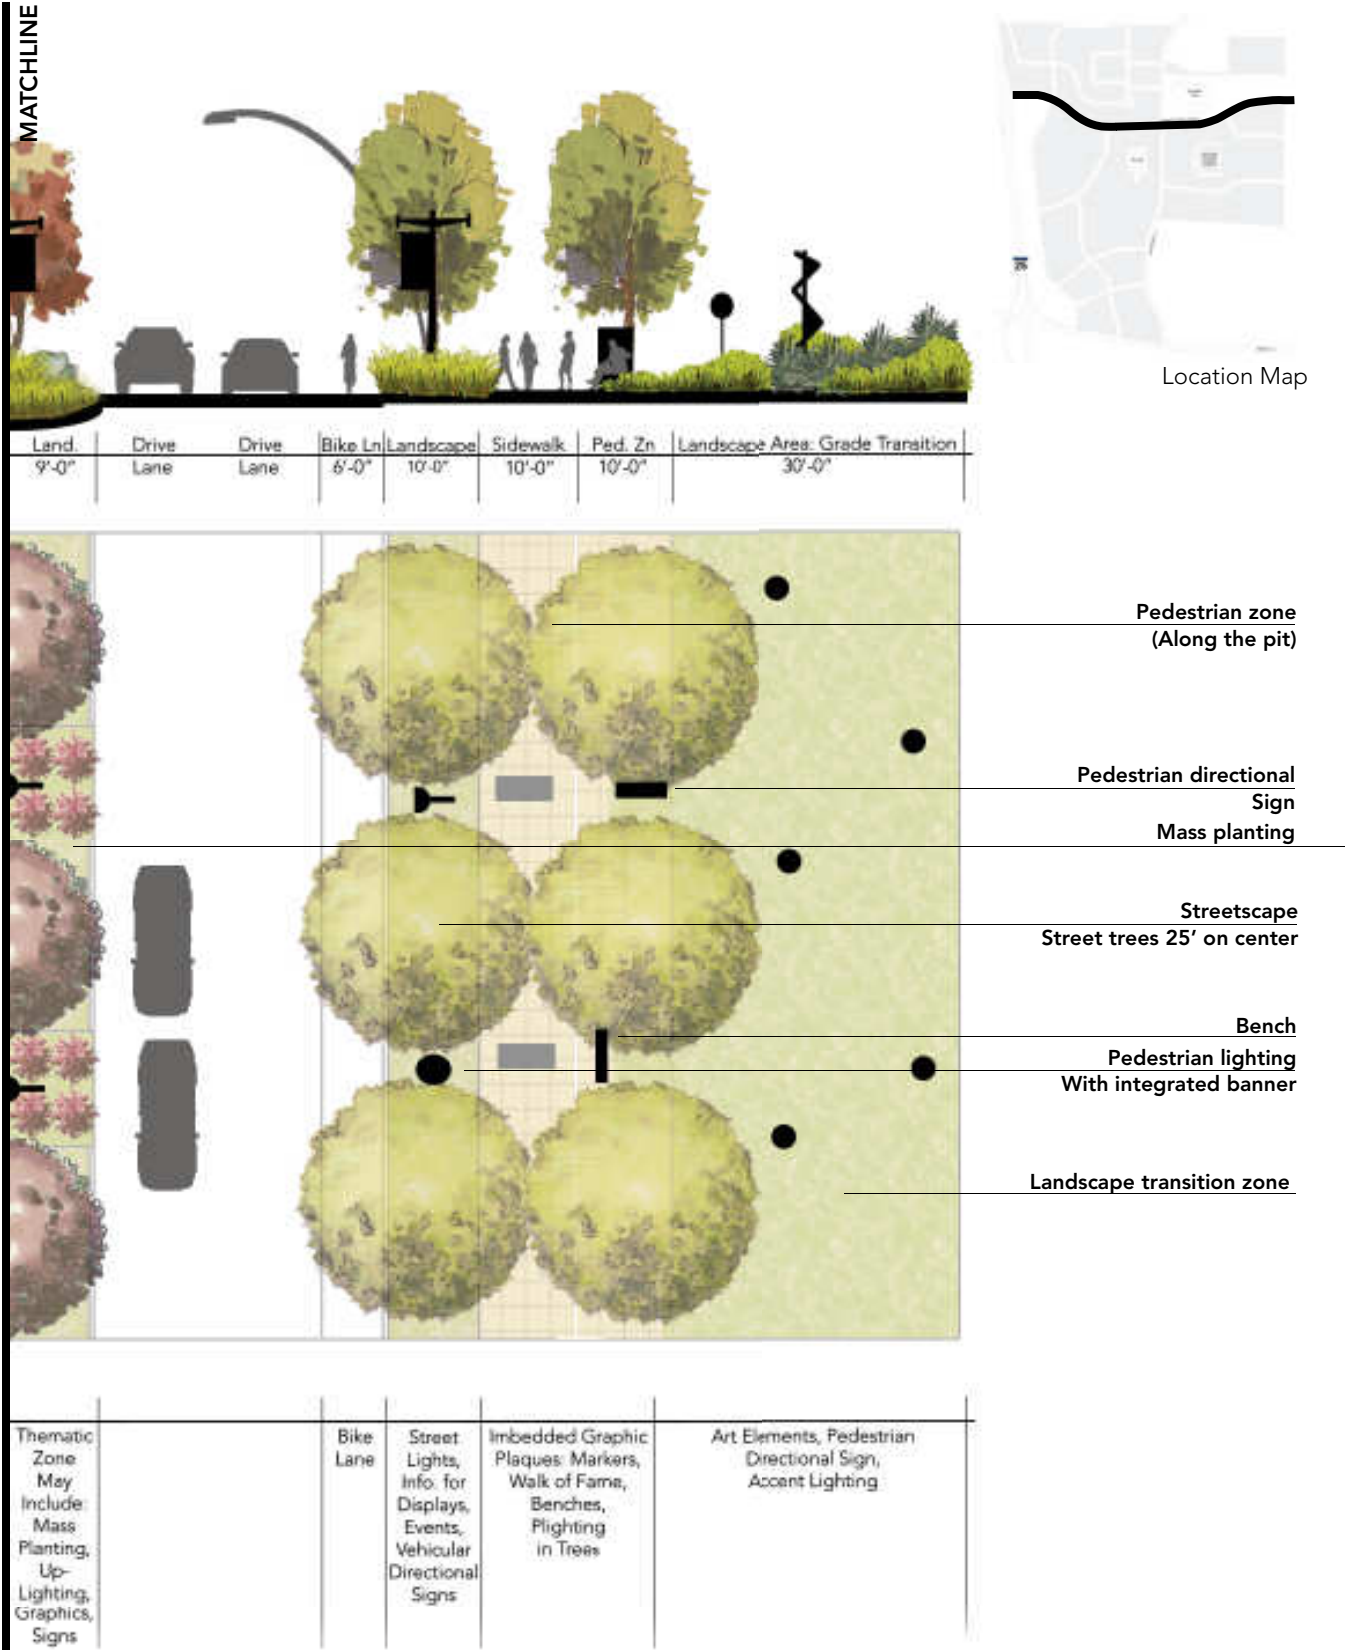 MATCHLINE
Location Map
Land. Drive Drive Bike Ln Landscape Sidewalk Ped. Zn Landscape Area: Grade Transition
9'-0" Lane Lane 6'-0" 10'-0" 10'-0" 10'-0" 30'-0"
Pedestrian zone
(Along the pit)
Pedestrian directional
Sign
Mass planting
Streetscape
Street trees 25’ on center
Bench
Pedestrian lighting
With integrated banner
Landscape transition zone
Thematic
Zone
May
Include:
Mass
Planting,
Up-
Lighting,
Graphics,
Signs
Bike
Lane
Street
Lights,
Info. for
Displays,
Events,
Vehicular
Directional
Signs
Imbedded Graphic
Plaques: Markers,
Walk of Fame,
Benches,
Plighting
in Trees
Art Elements, Pedestrian
Directional Sign,
Accent Lighting